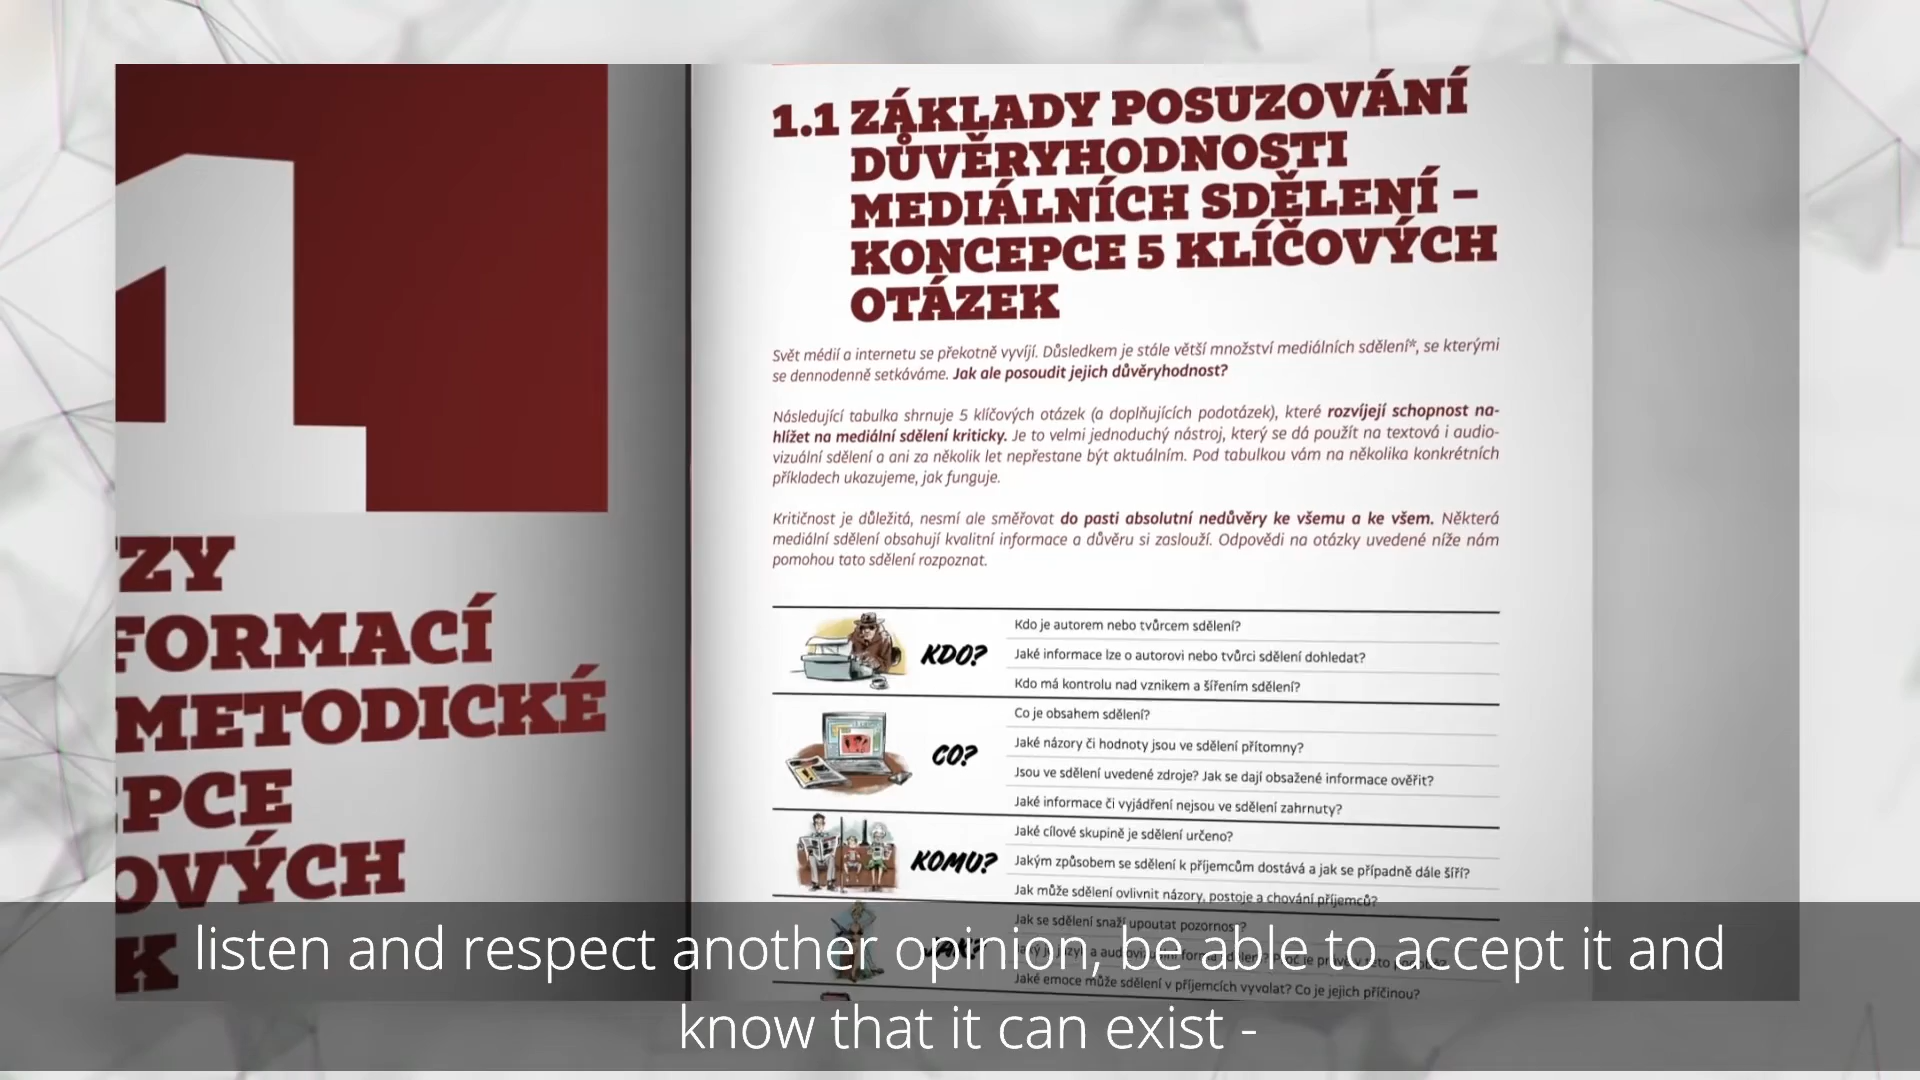 ZY
FORMACÍ
METODICKÉ
PCE
OVÝCH
K
1.1 ZÁKLADY POSUZOVÁNÍ
DŮVĚRYHODNOSTI
MEDIÁLNÍCH SDĚLENÍ –
KONCEPCE 5 KLÍČOVÝCH
OTÁZEK
Svět médií a internetu se překotně vyvíjí. Důsledkem je stále větší množství mediálních sdělení*, se kterými
se dennodenně setkáváme. Jak ale posoudit jejich důvěryhodnost?
Následující tabulka shrnuje 5 klíčových otázek (a doplňujících podotázek), které rozvíjejí schopnost na-
hlížet na mediální sdělení kriticky. Je to velmi jednoduchý nástroj, který se dá použít na textová i audio-
vizuální sdělení a ani za několik let nepřestane být aktuálním. Pod tabulkou vám na několika konkrétních
příkladech ukazujeme, jak funguje.
Kritičnost je důležitá, nesmí ale směřovat do pasti absolutní nedůvěry ke všemu a ke všem. Některá
mediální sdělení obsahují kvalitní informace a důvěru si zaslouží. Odpovědi na otázky uvedené níže nám
pomohou tato sdělení rozpoznat.
KDO?
Kdo je autorem nebo tvůrcem sdělení?
Jaké informace lze o autorovi nebo tvůrci sdělení dohledat?
Kdo má kontrolu nad vznikem a šířením sdělení?
CO?
Co je obsahem sdělení?
Jaké názory či hodnoty jsou ve sdělení přítomny?
Jsou ve sdělení uvedené zdroje? Jak se dají obsažené informace ověřit?
Jaké informace či vyjádření nejsou ve sdělení zahrnuty?
KOMU?
Jaké cílové skupině je sdělení určeno?
Jakým způsobem se sdělení k příjemcům dostává a jak se případně dále šíří?
Jak může sdělení ovlivnit názory, postoje a chování příjemců?
JAK?
Jak se sdělení snaží upoutat pozornost?
Jaké emoce může sdělení v příjemcích vyvolat? Co je jejich příčinou?
listen and respect another opinion, be able to accept it and
know that it can exist -